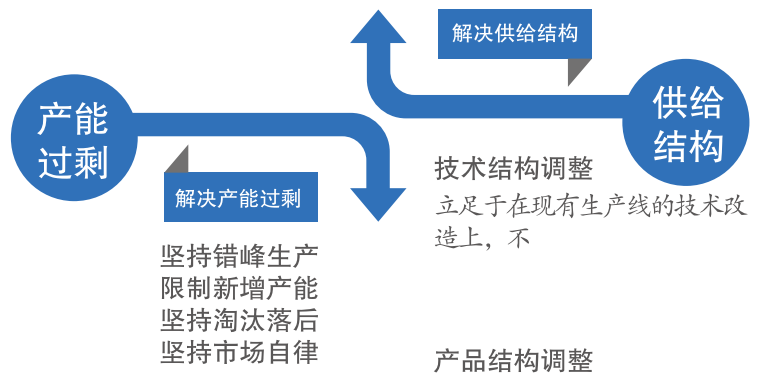 产能
过剩
解决产能过剩
坚持错峰生产
限制新增产能
坚持淘汰落后
坚持市场自律
解决供给结构
供给
结构
技术结构调整
立足于在现有生产线的技术改
造上，不
产品结构调整